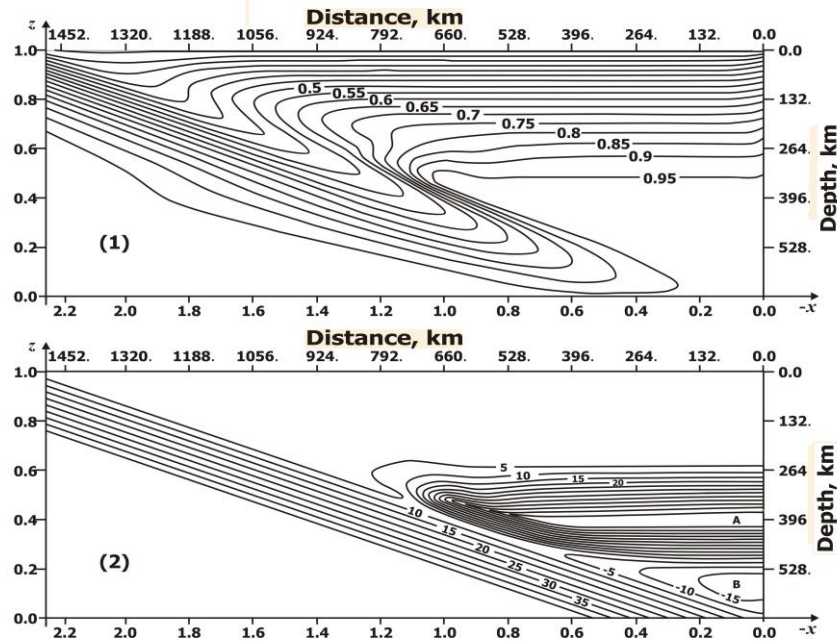 Distance, km
z
1452. 1320. 1188. 1056. 924. 792. 660. 528. 396. 264. 132. 0.0
1.0 0.0
0.5 0.55 0.6 0.65 0.7 0.75 0.8 0.85 0.9 0.95
0.8 132.
0.6 264.
0.4 396.
0.2 528.
0.0
Depth, km
(1)
2.2 2.0 1.8 1.6 1.4 1.2 1.0 0.8 0.6 0.4 0.2 0.0
-x
Distance, km
z
1452. 1320. 1188. 1056. 924. 792. 660. 528. 396. 264. 132. 0.0
1.0 0.0
0.8 132.
5 10 15 20
0.6 264.
A
0.4 396.
10 15 20 25 30 35
-5 -10 -15
B
0.2 528.
0.0
Depth, km
(2)
2.2 2.0 1.8 1.6 1.4 1.2 1.0 0.8 0.6 0.4 0.2 0.0
-x